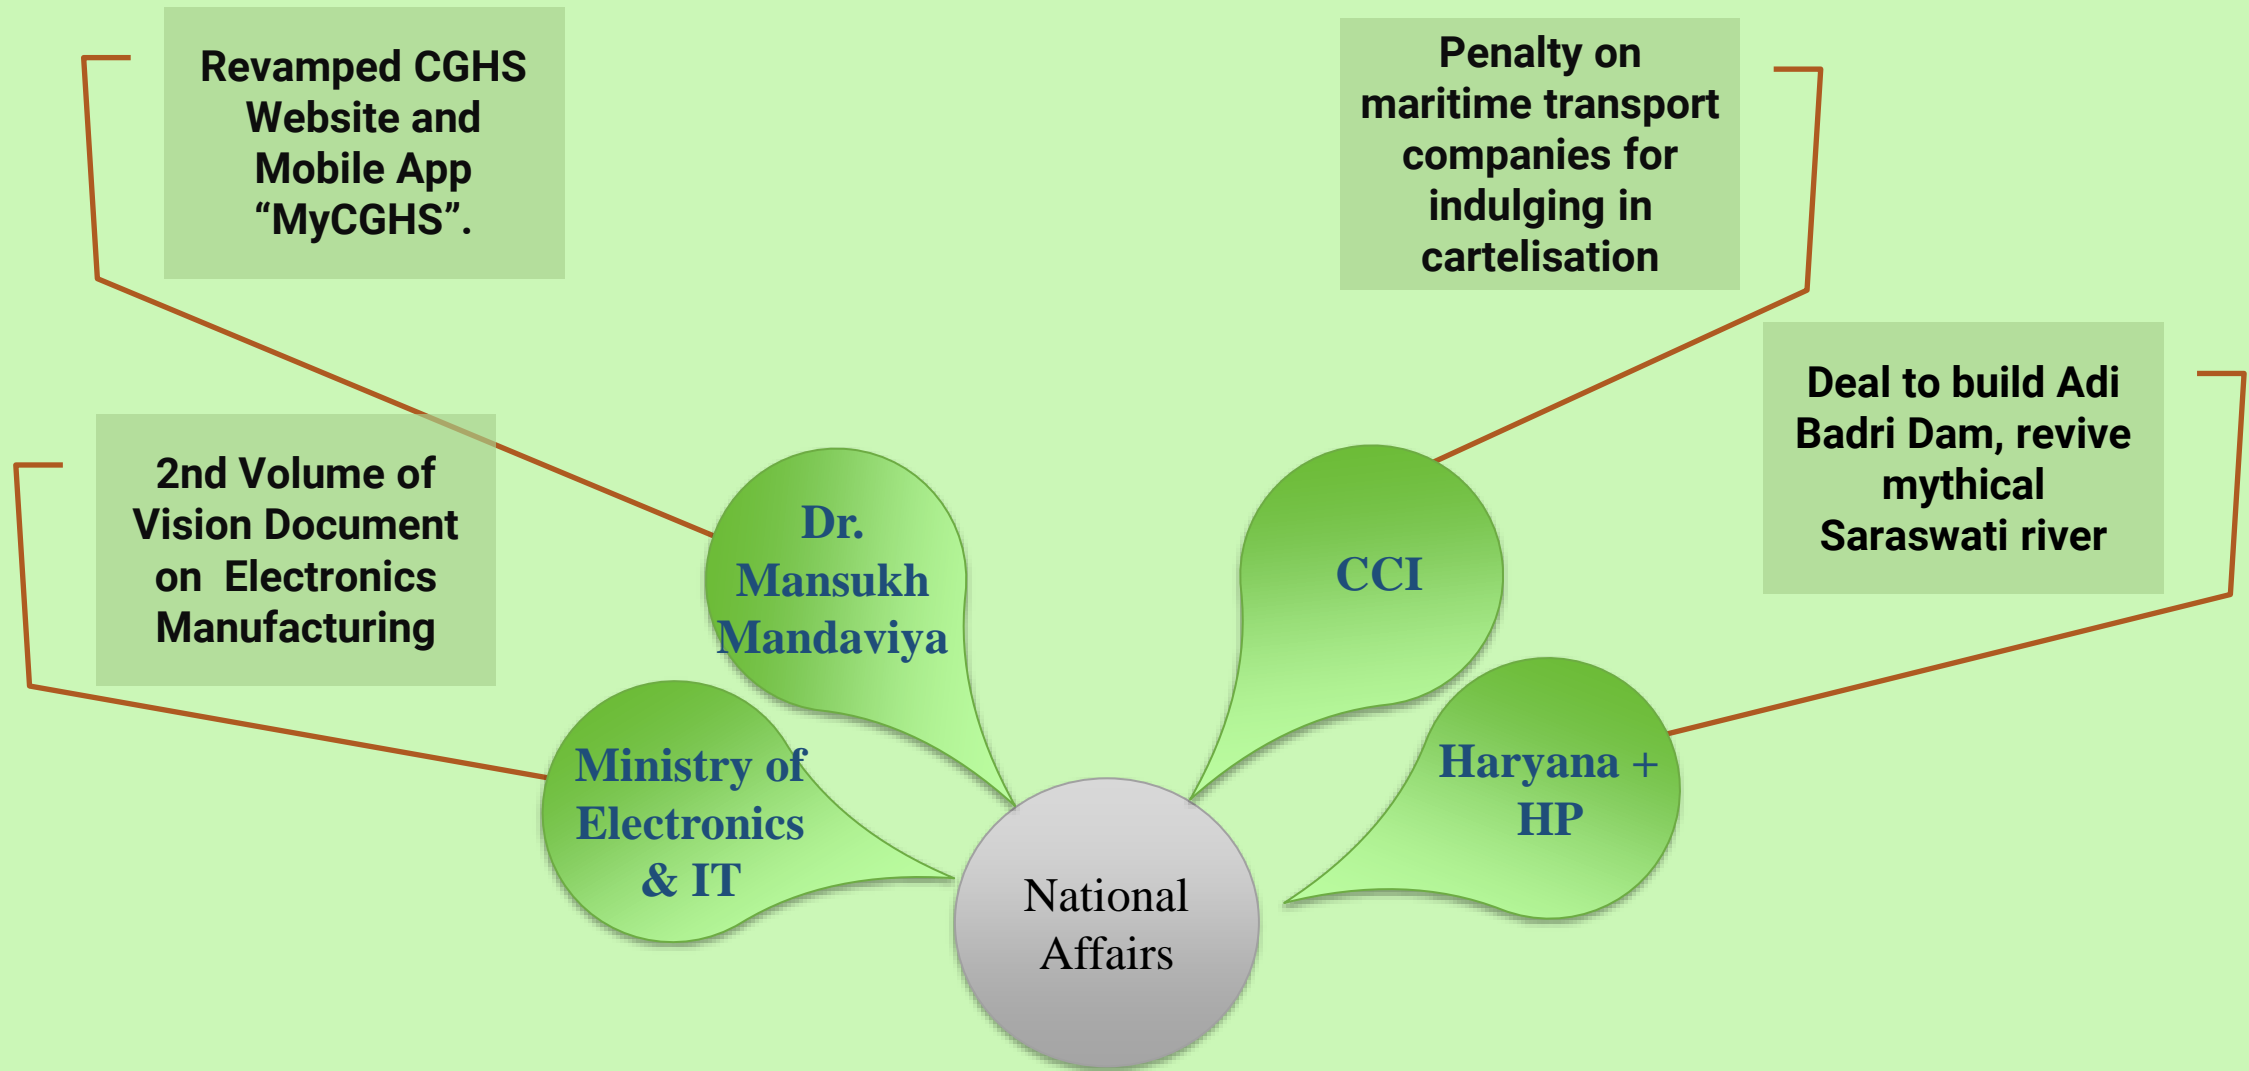 Revamped CGHS
Website and
Mobile App
“MyCGHS”.
Penalty on
maritime transport
companies for
indulging in
cartelisation
2nd Volume of
Vision Document
on  Electronics
Manufacturing
Deal to build Adi
Badri Dam, revive
mythical
Saraswati river
Dr.
Mansukh
Mandaviya
CCI
Ministry of
Electronics
& IT
Haryana +
HP
National
Affairs